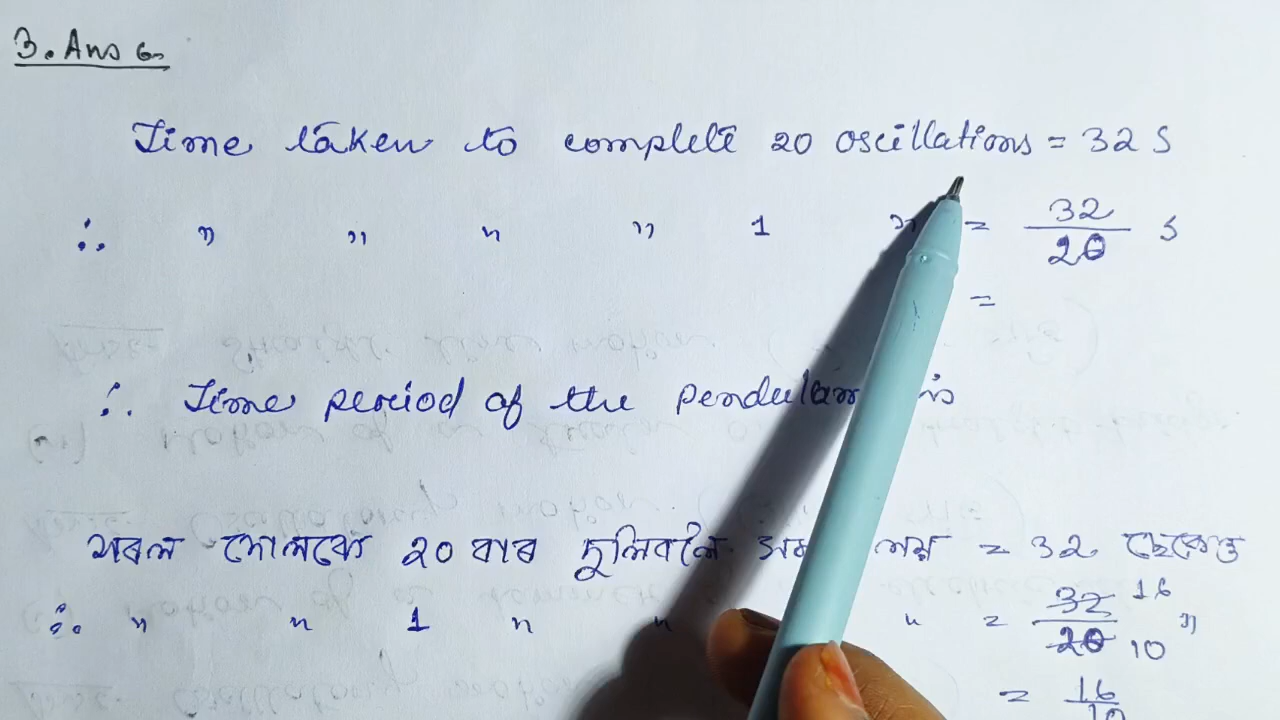 3. Ans
Time taken to complete 20 oscillations = 32 s
∴ " " " " 1 " = 32/20 s
=
∴ Time period of the is
সৰল দোলকে 20 বাৰ দুলিবলৈ = 32 ছেকেণ্ড
∴ " " 1 " " " = 32/20 16 10 "
= 16/10